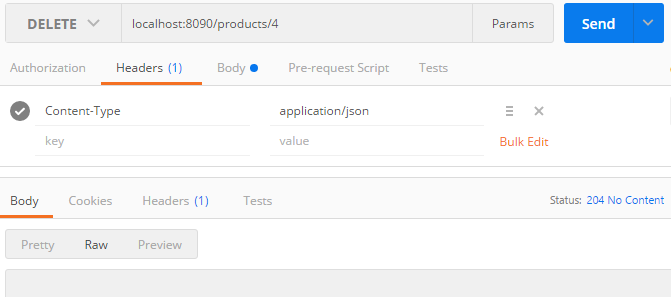 DELETE localhost:8090/products/4 Params Send
Authorization Headers (1) Body Pre-request Script Tests
Content-Type application/json
key value Bulk Edit
Body Cookies Headers (1) Tests Status: 204 No Content
Pretty Raw Preview